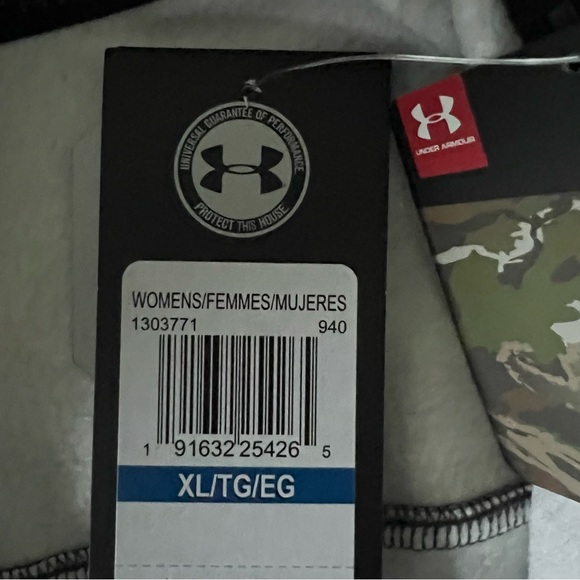 UNIVERSAL GUARANTEE OF PERFORMANCE
PROTECT THIS HOUSE
UNDER ARMOUR
WOMENS/FEMMES/MUJERES
1303771 940
1 91632 25426 5
XL/TG/EG